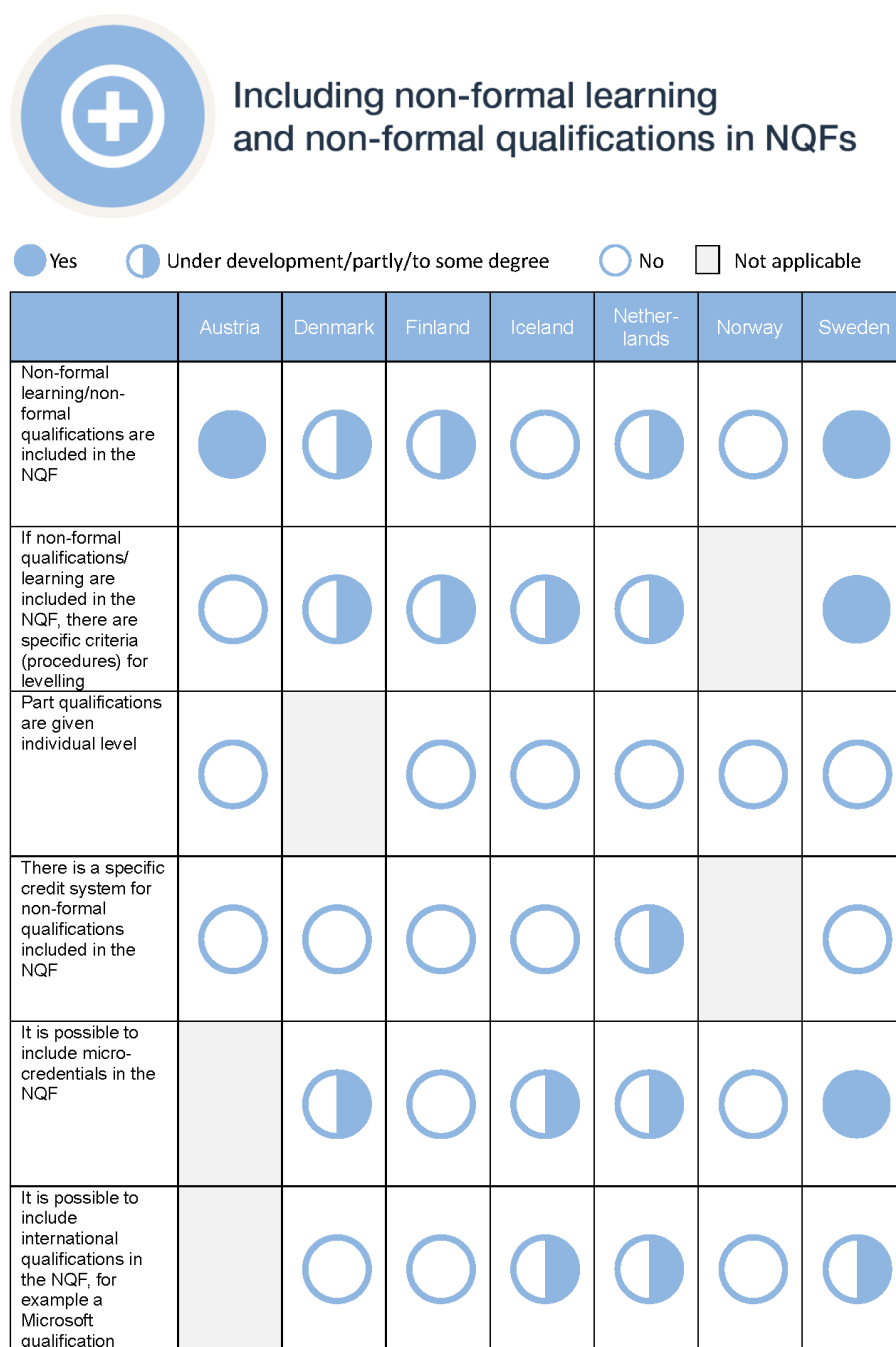 Including non-formal learning
and non-formal qualifications in NQFs
Yes
Under development/partly/to some degree
No
Not applicable
Austria
Denmark
Finland
Iceland
Nether-
lands
Norway
Sweden
Non-formal
learning/non-
formal
qualifications are
included in the
NQF
If non-formal
qualifications/
learning are
included in the
NQF, there are
specific criteria
(procedures) for
levelling
Part qualifications
are given
individual level
There is a specific
credit system for
non-formal
qualifications
included in the
NQF
It is possible to
include micro-
credentials in the
NQF
It is possible to
include
international
qualifications in
the NQF, for
example a
Microsoft
qualification